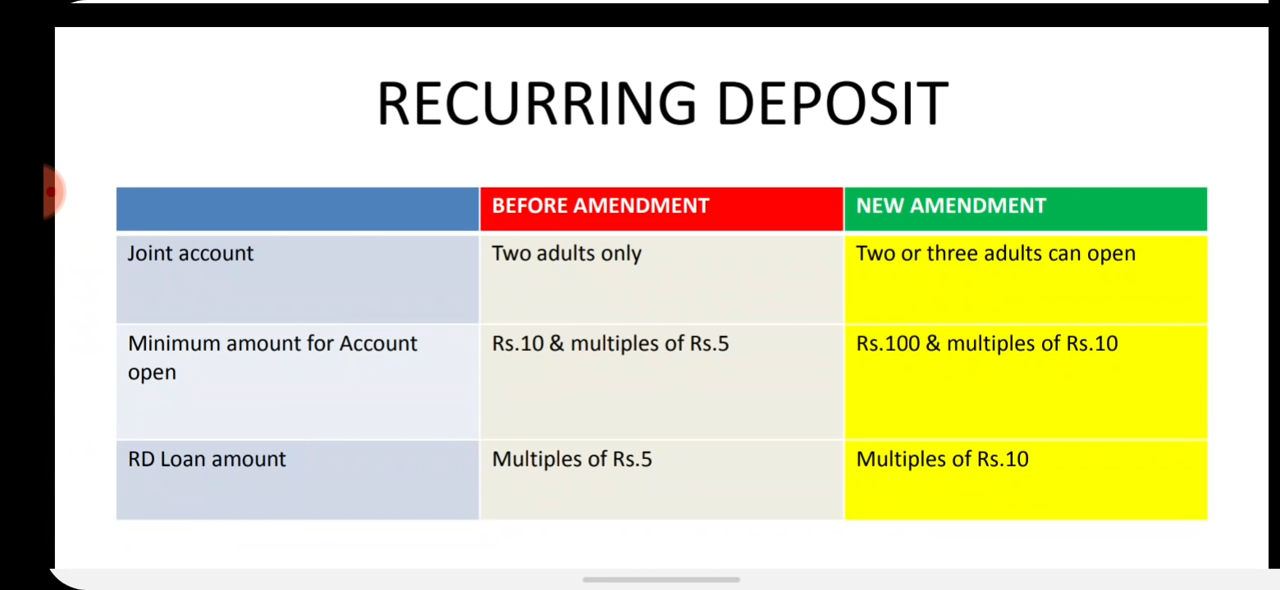 RECURRING DEPOSIT
BEFORE AMENDMENT
NEW AMENDMENT
Joint account
Two adults only
Two or three adults can open
Minimum amount for Account
open
Rs.10 & multiples of Rs.5
Rs.100 & multiples of Rs.10
RD Loan amount
Multiples of Rs.5
Multiples of Rs.10